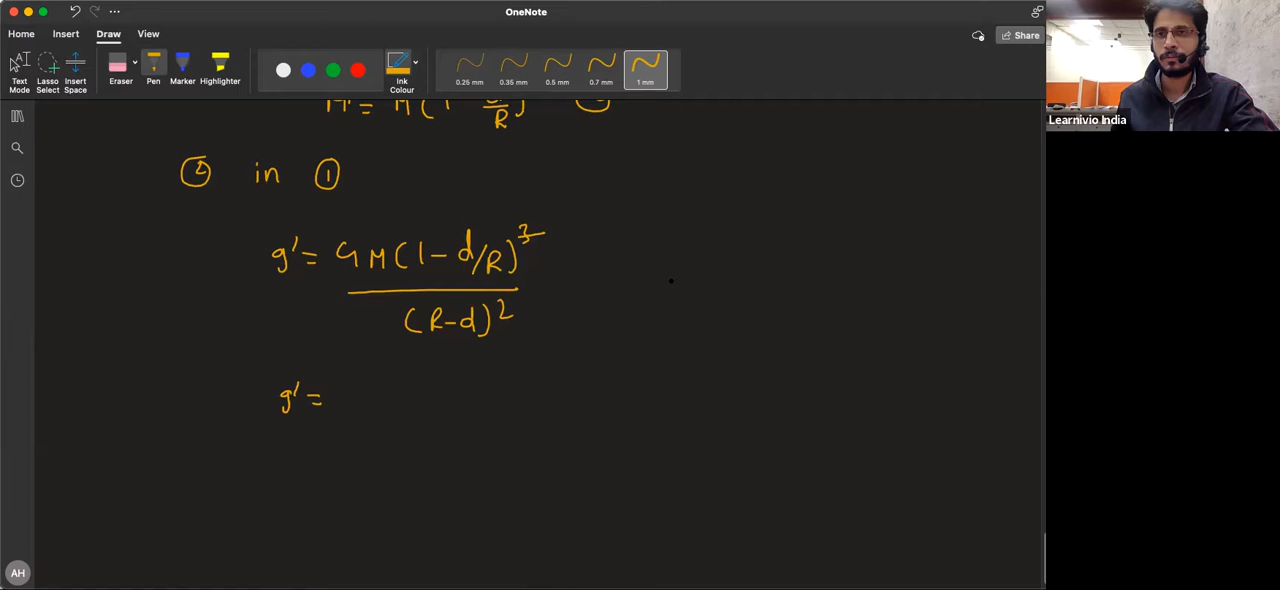 OneNote
Home Insert Draw View
Share
Text Mode
Lasso Select
Insert Space
Eraser
Pen
Marker
Highlighter
Ink Colour
0.25 mm
0.35 mm
0.5 mm
0.7 mm
1 mm
Learnivio India
M' = M(1 - d/R)
② in ①
g' = GM(1 - d/R)³
(R-d)²
g' =
AH